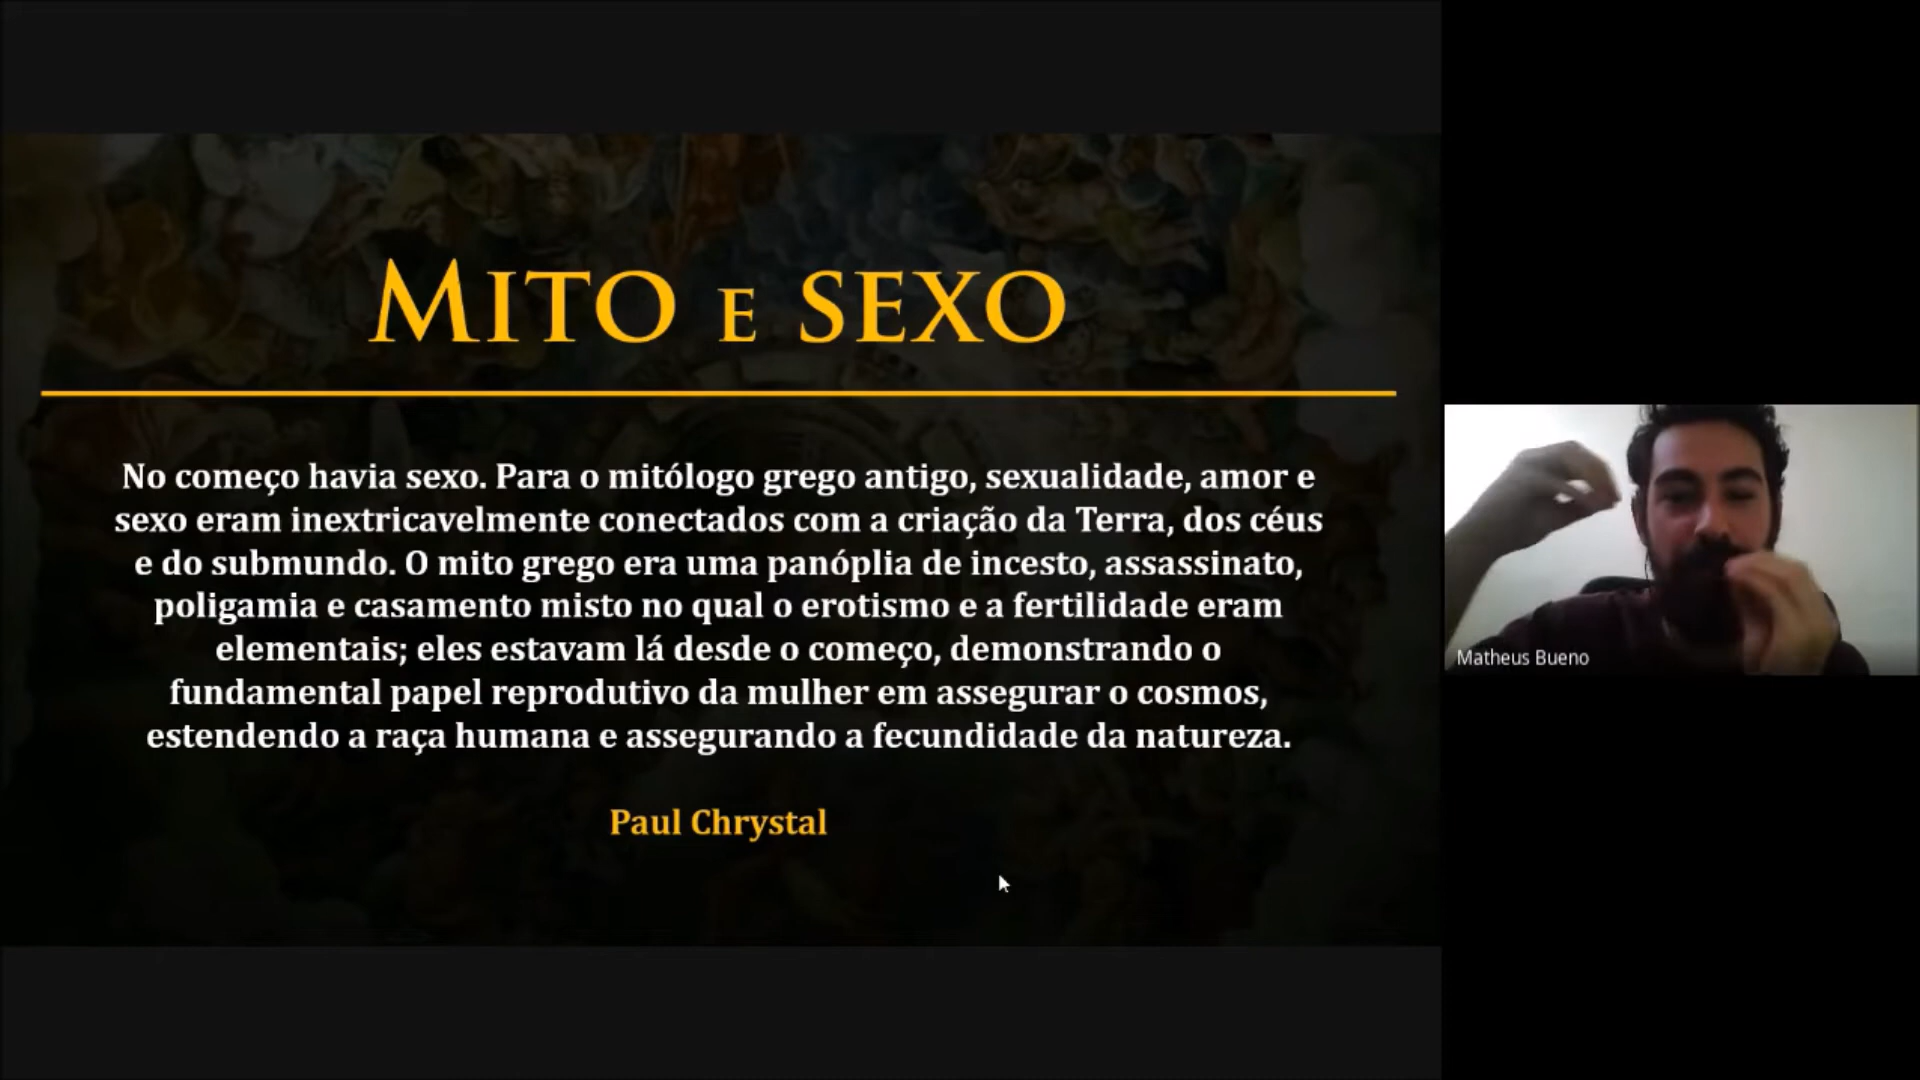 MITO E SEXO
No começo havia sexo. Para o mitólogo grego antigo, sexualidade, amor e
sexo eram inextricavelmente conectados com a criação da Terra, dos céus
e do submundo. O mito grego era uma panóplia de incesto, assassinato,
poligamia e casamento misto no qual o erotismo e a fertilidade eram
elementais; eles estavam lá desde o começo, demonstrando o
fundamental papel reprodutivo da mulher em assegurar o cosmos,
estendendo a raça humana e assegurando a fecundidade da natureza.
Paul Chrystal
Matheus Bueno